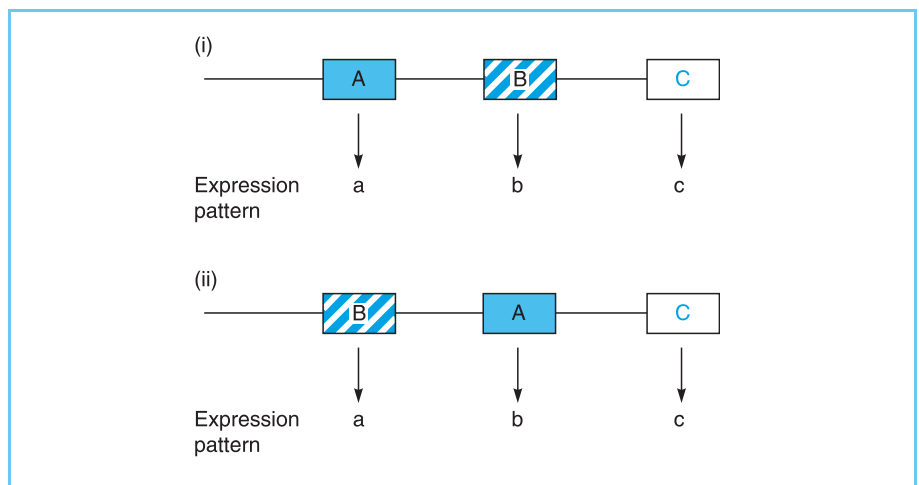 (i)
A B C
Expression a b c
pattern
(ii)
B A C
Expression a b c
pattern